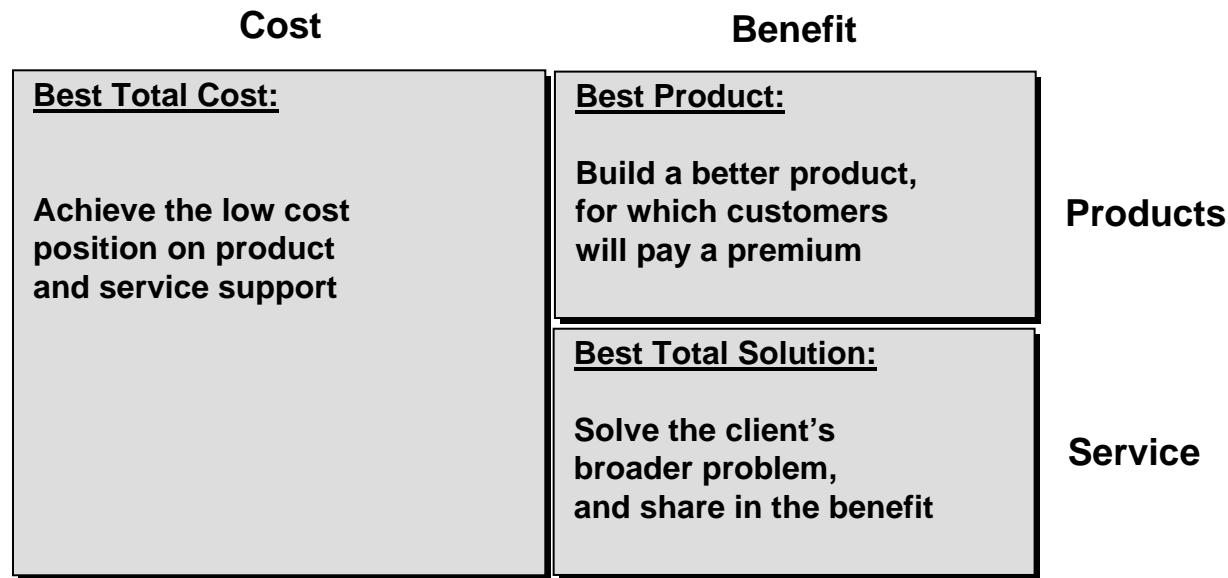 Cost
Benefit
Best Total Cost:
Achieve the low cost
position on product
and service support
Best Product:
Build a better product,
for which customers
will pay a premium
Products
Best Total Solution:
Solve the client’s
broader problem,
and share in the benefit
Service